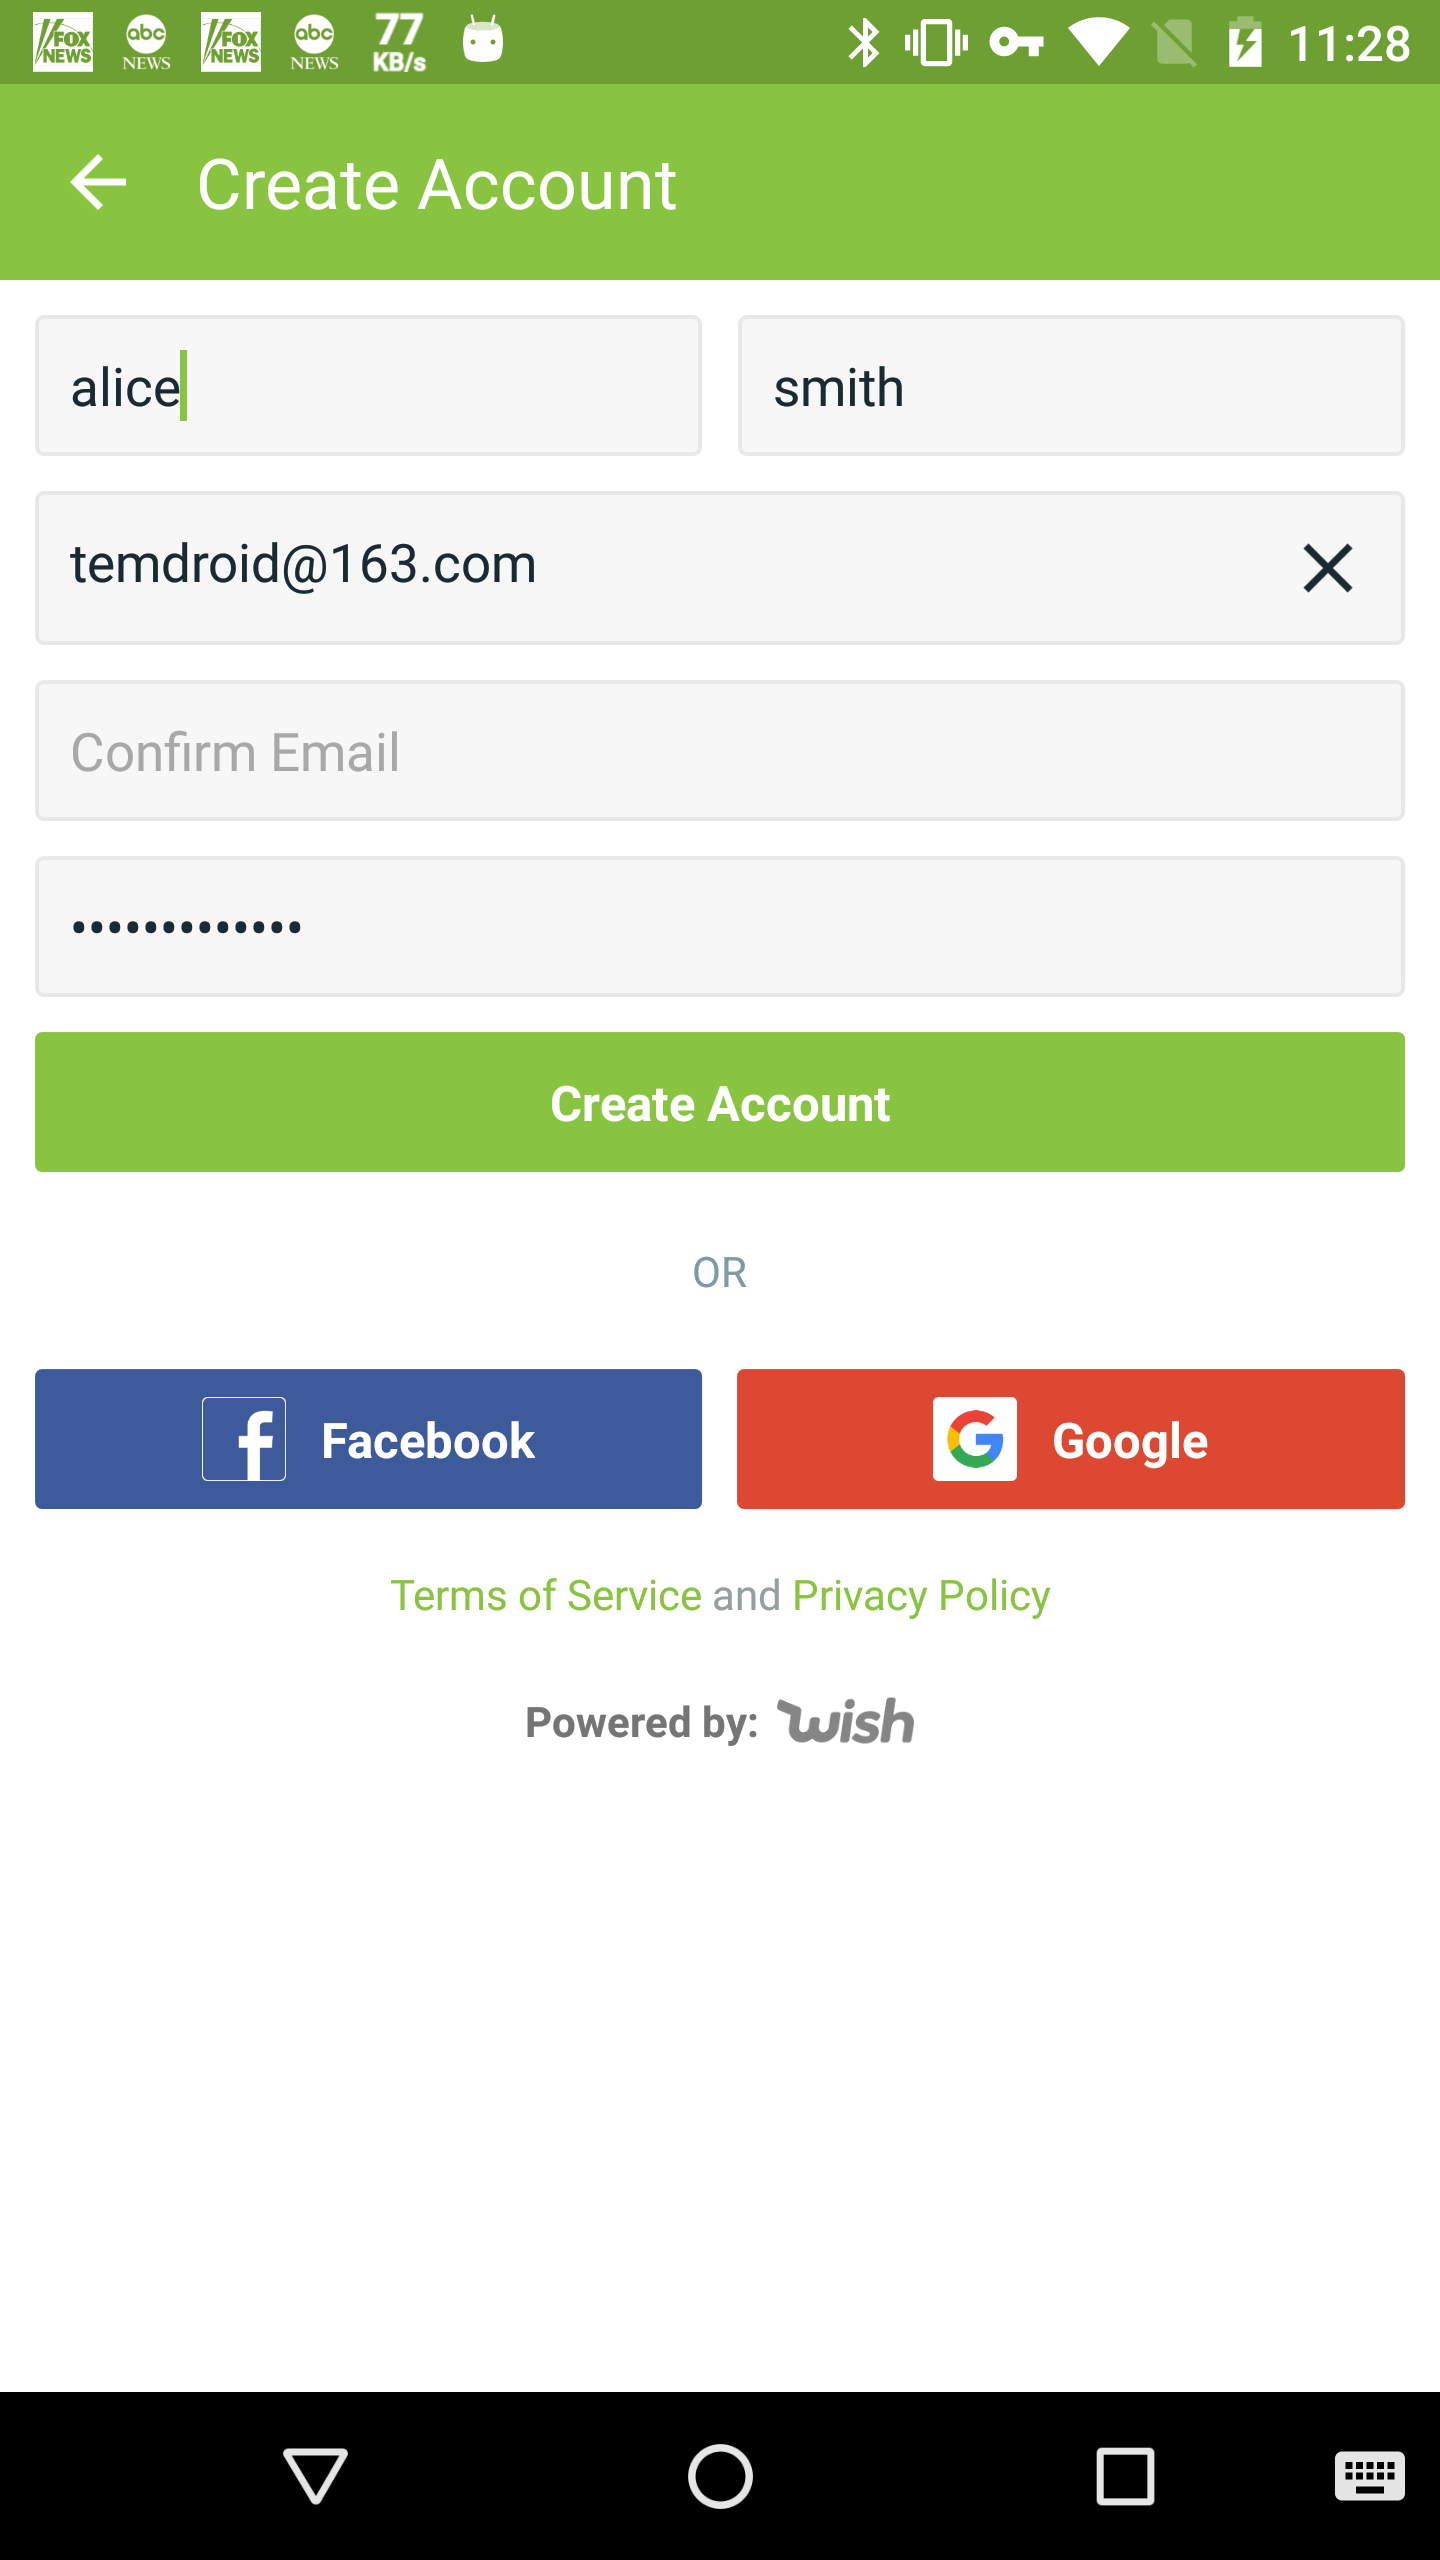 FOX NEWS abc NEWS FOX NEWS abc NEWS 77 KB/s 11:28
Create Account
alice smith
temdroid@163.com
Confirm Email
•••••••••••••
Create Account
OR
Facebook Google
Terms of Service and Privacy Policy
Powered by: wish